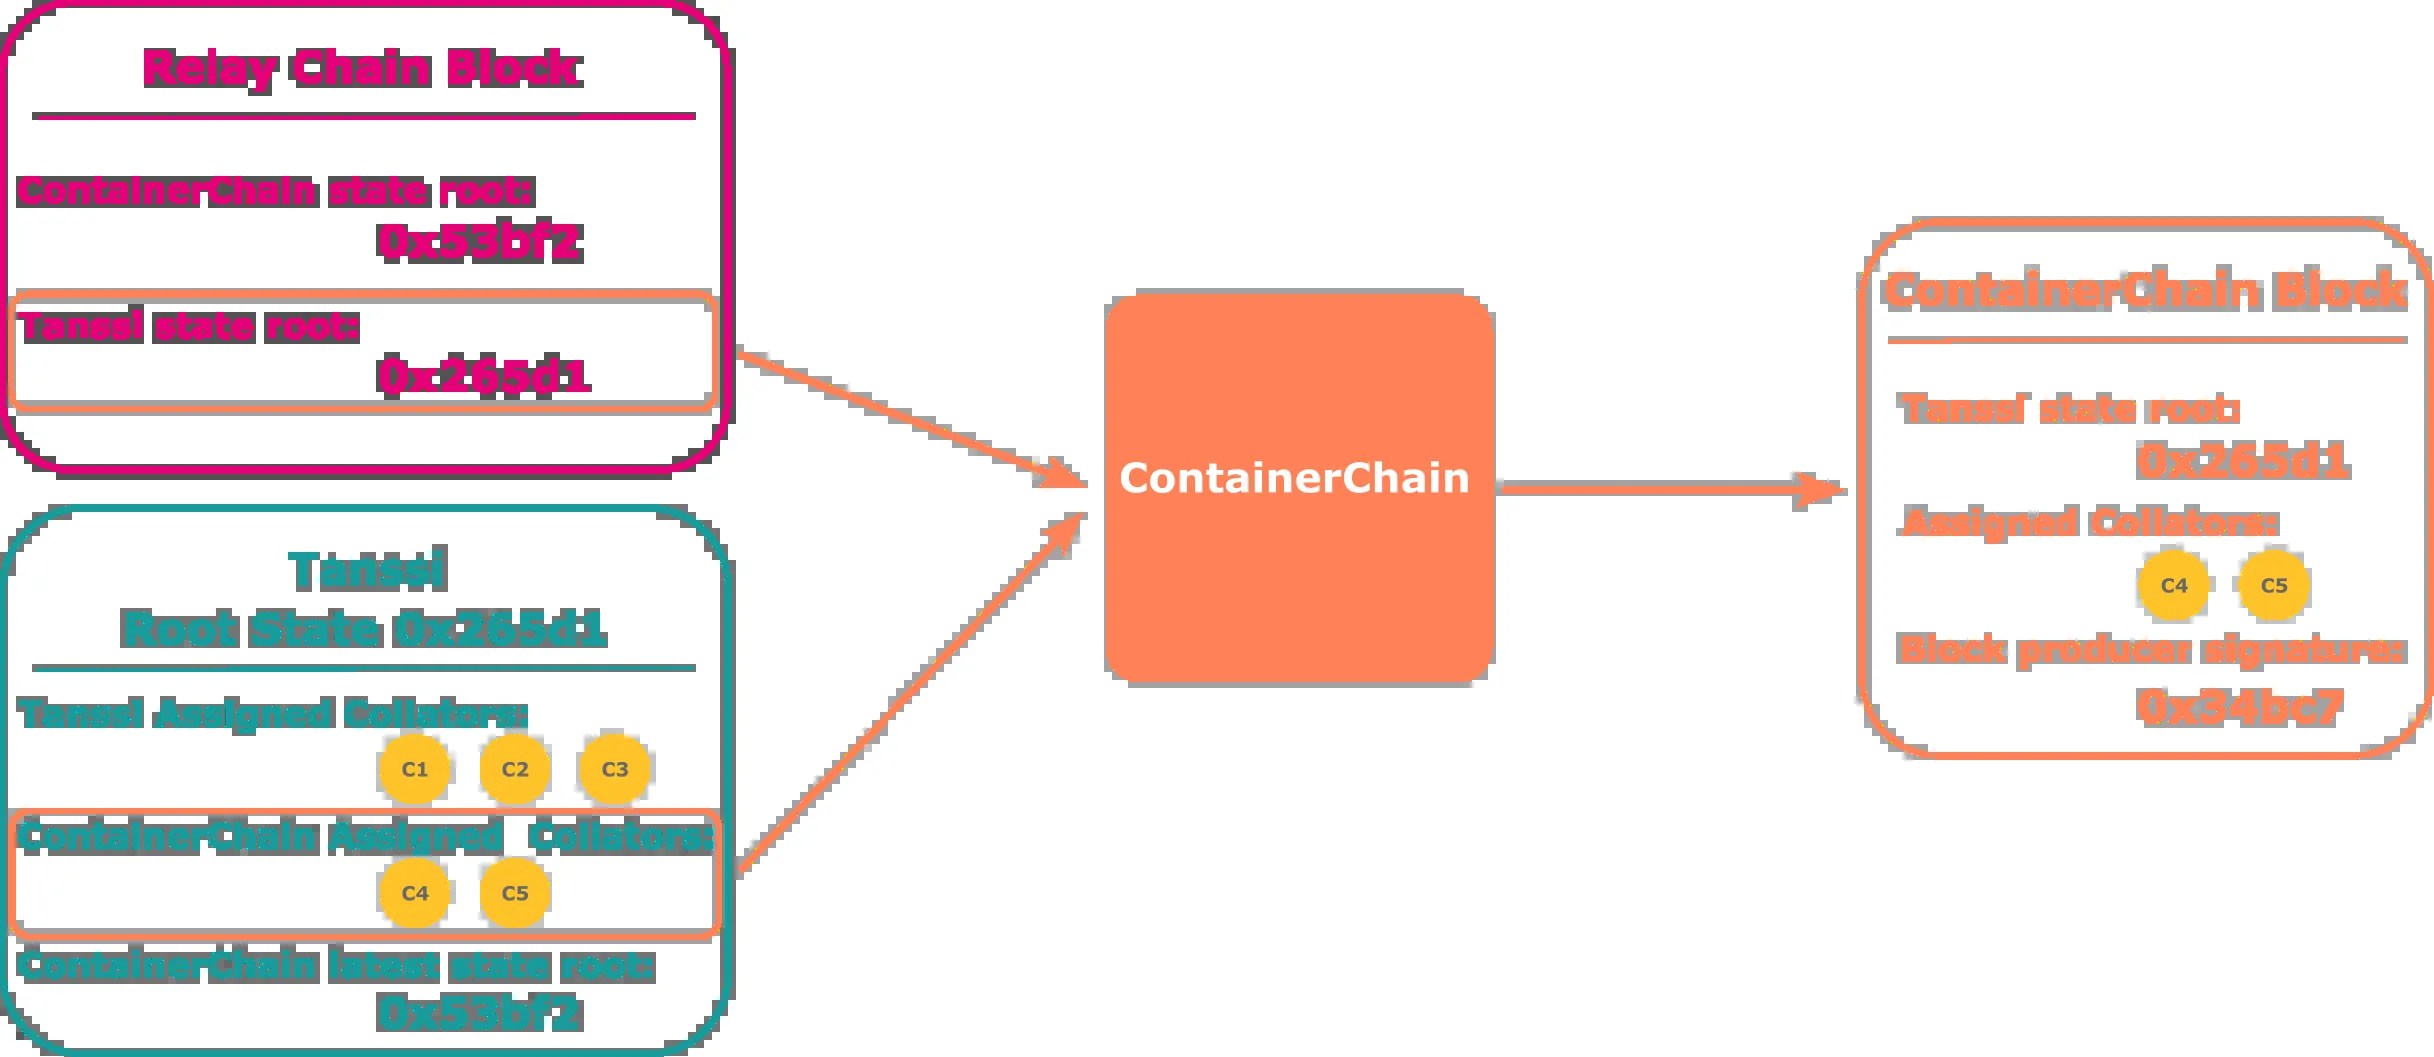 Relay Chain Block
ContainerChain state root:
0x53bf2
Tanssi state root:
0x265d1
Tanssi
Root State 0x265d1
Tanssi Assigned Collators:
C1 C2 C3
ContainerChain Assigned Collators:
C4 C5
ContainerChain latest state root:
0x53bf2
ContainerChain
ContainerChain Block
Tanssi state root:
0x265d1
Assigned Collators:
C4 C5
Block producer signature:
0x34bc7